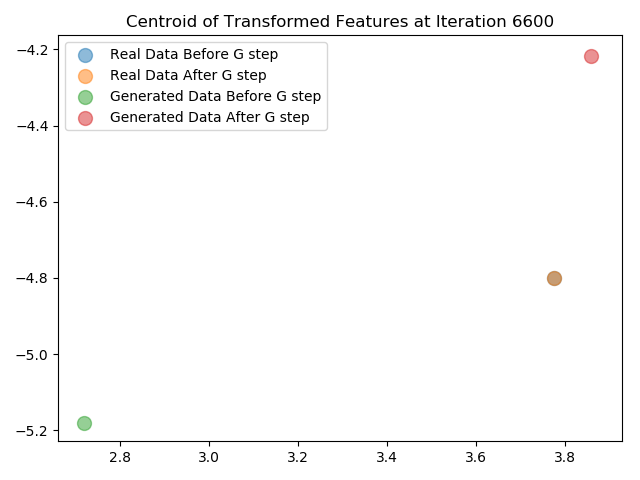 Centroid of Transformed Features at Iteration 6600
Real Data Before G step
Real Data After G step
Generated Data Before G step
Generated Data After G step
−4.2
−4.4
−4.6
−4.8
−5.0
−5.2
2.8 3.0 3.2 3.4 3.6 3.8